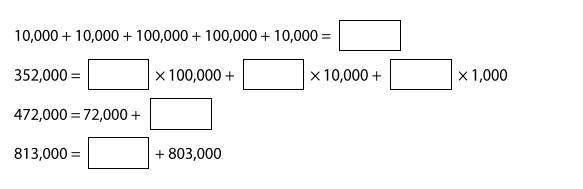 10,000 + 10,000 + 100,000 + 100,000 + 10,000 =
352,000 = × 100,000 + × 10,000 + × 1,000
472,000 = 72,000 +
813,000 = + 803,000